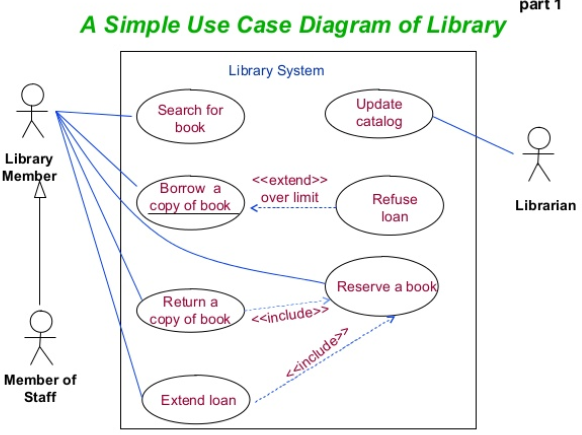 part 1
A Simple Use Case Diagram of Library
Library System
Search for
book
Update
catalog
Library
Member
Borrow a
copy of book
<<extend>>
over limit
Refuse
loan
Librarian
Return a
copy of book
<<include>>
Reserve a book
<<include>>
Member of
Staff
Extend loan